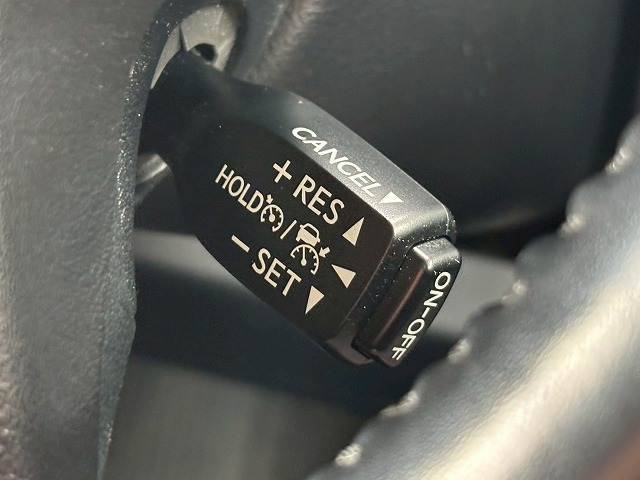 CANCEL▼
+ RES ▲
HOLD / ◀
− SET ▼
ON−OFF